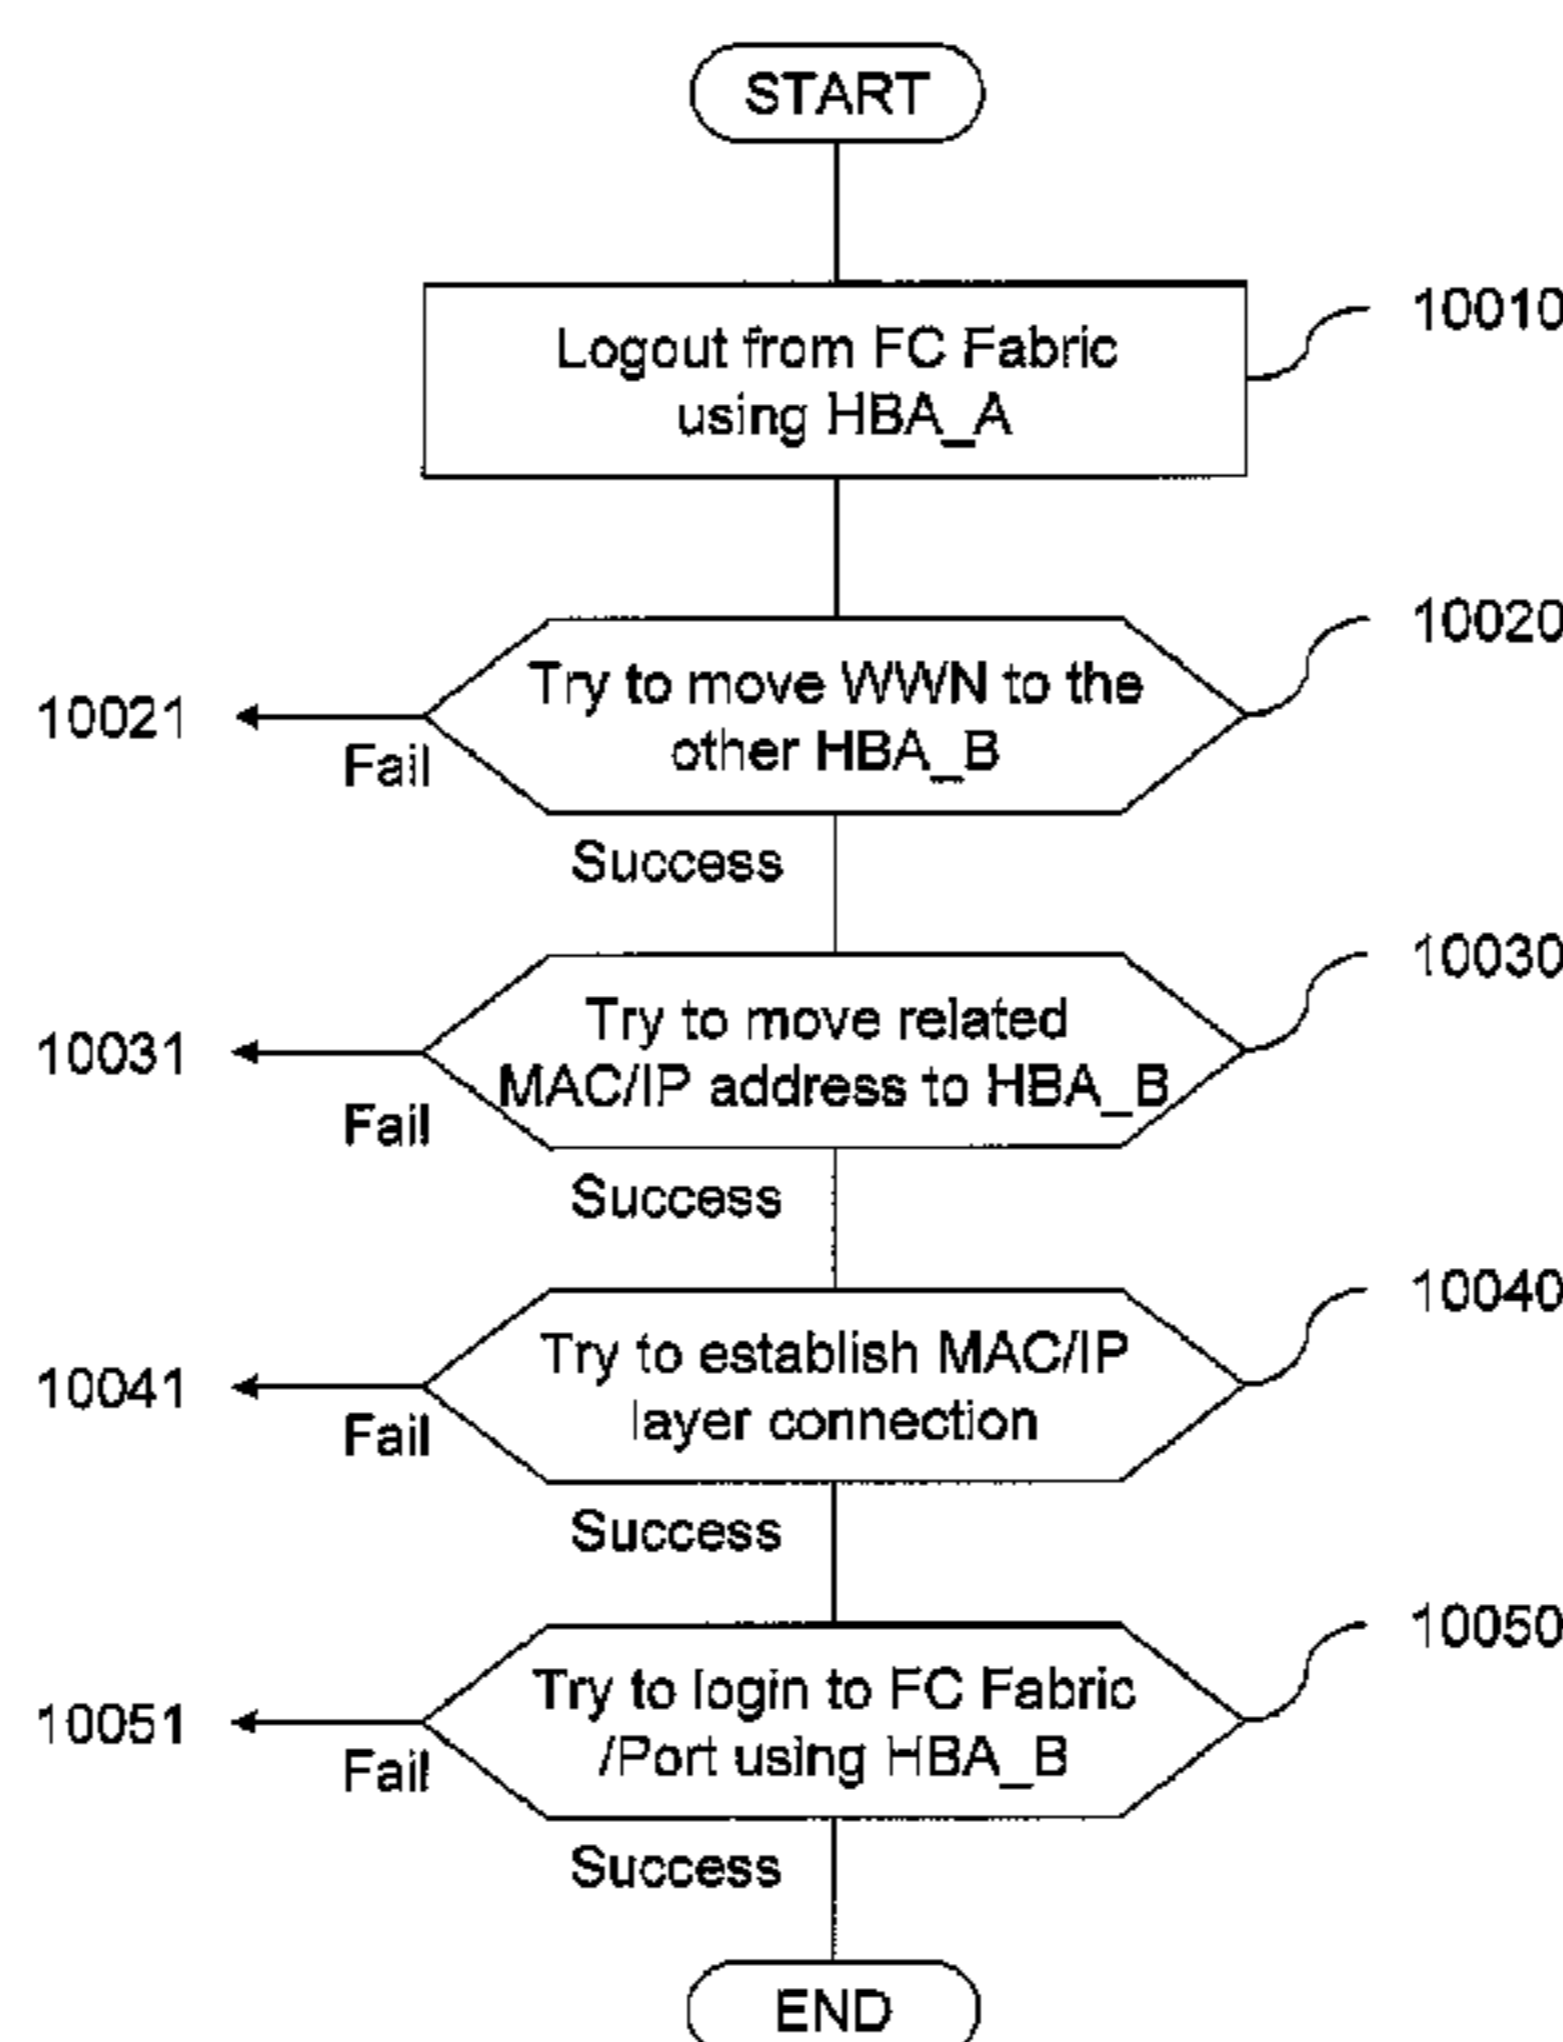 START
Logout from FC Fabric
using HBA_A
10010
Try to move WWN to the
other HBA_B
10020
10021
Fail
Success
Try to move related
MAC/IP address to HBA_B
10030
10031
Fail
Success
Try to establish MAC/IP
layer connection
10040
10041
Fail
Success
Try to login to FC Fabric
/Port using HBA_B
10050
10051
Fail
Success
END